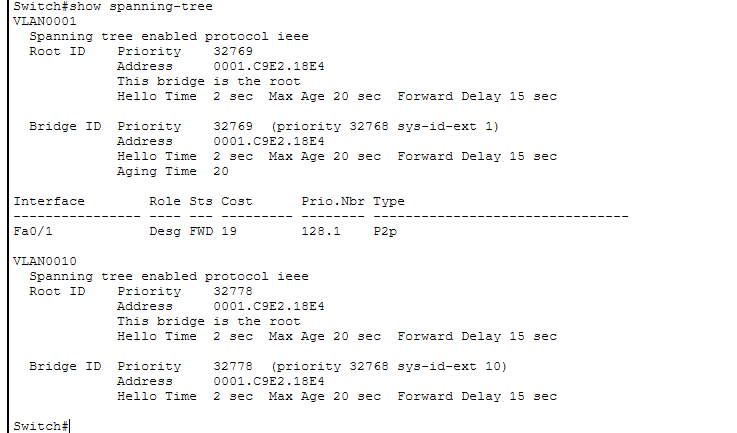 Switch#show spanning-tree
VLAN0001
  Spanning tree enabled protocol ieee
  Root ID    Priority    32769
             Address     0001.C9E2.18E4
             This bridge is the root
             Hello Time  2 sec  Max Age 20 sec  Forward Delay 15 sec

  Bridge ID  Priority    32769  (priority 32768 sys-id-ext 1)
             Address     0001.C9E2.18E4
             Hello Time  2 sec  Max Age 20 sec  Forward Delay 15 sec
             Aging Time  20

Interface        Role Sts Cost      Prio.Nbr Type
---------------- ---- --- --------- -------- --------------------------------
Fa0/1            Desg FWD 19        128.1    P2p

VLAN0010
  Spanning tree enabled protocol ieee
  Root ID    Priority    32778
             Address     0001.C9E2.18E4
             This bridge is the root
             Hello Time  2 sec  Max Age 20 sec  Forward Delay 15 sec

  Bridge ID  Priority    32778  (priority 32768 sys-id-ext 10)
             Address     0001.C9E2.18E4
             Hello Time  2 sec  Max Age 20 sec  Forward Delay 15 sec

Switch#